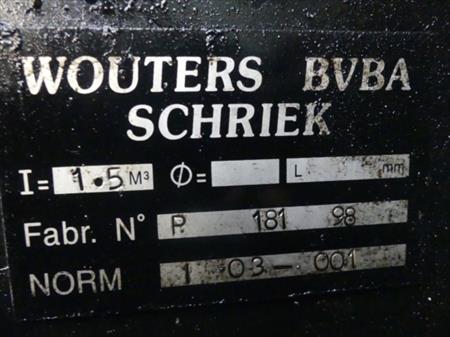 WOUTERS BVBA
SCHRIEK
I= 1.5 M³ Ø= L mm
Fabr. N° P 181 98
NORM 1 03-001